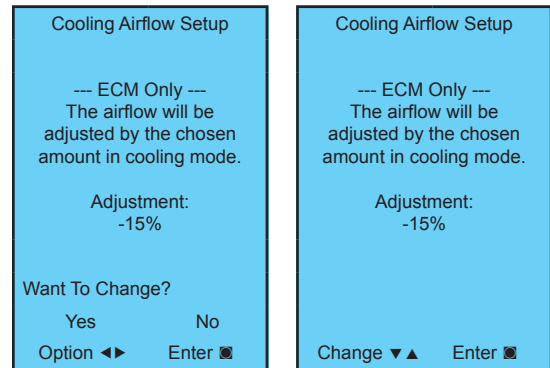 Cooling Airflow Setup
--- ECM Only ---
The airflow will be
adjusted by the chosen
amount in cooling mode.
Adjustment:
-15%
Want To Change?
Yes No
Option ◄► Enter ◙
Cooling Airflow Setup
--- ECM Only ---
The airflow will be
adjusted by the chosen
amount in cooling mode.
Adjustment:
-15%
Change ▼▲ Enter ◙